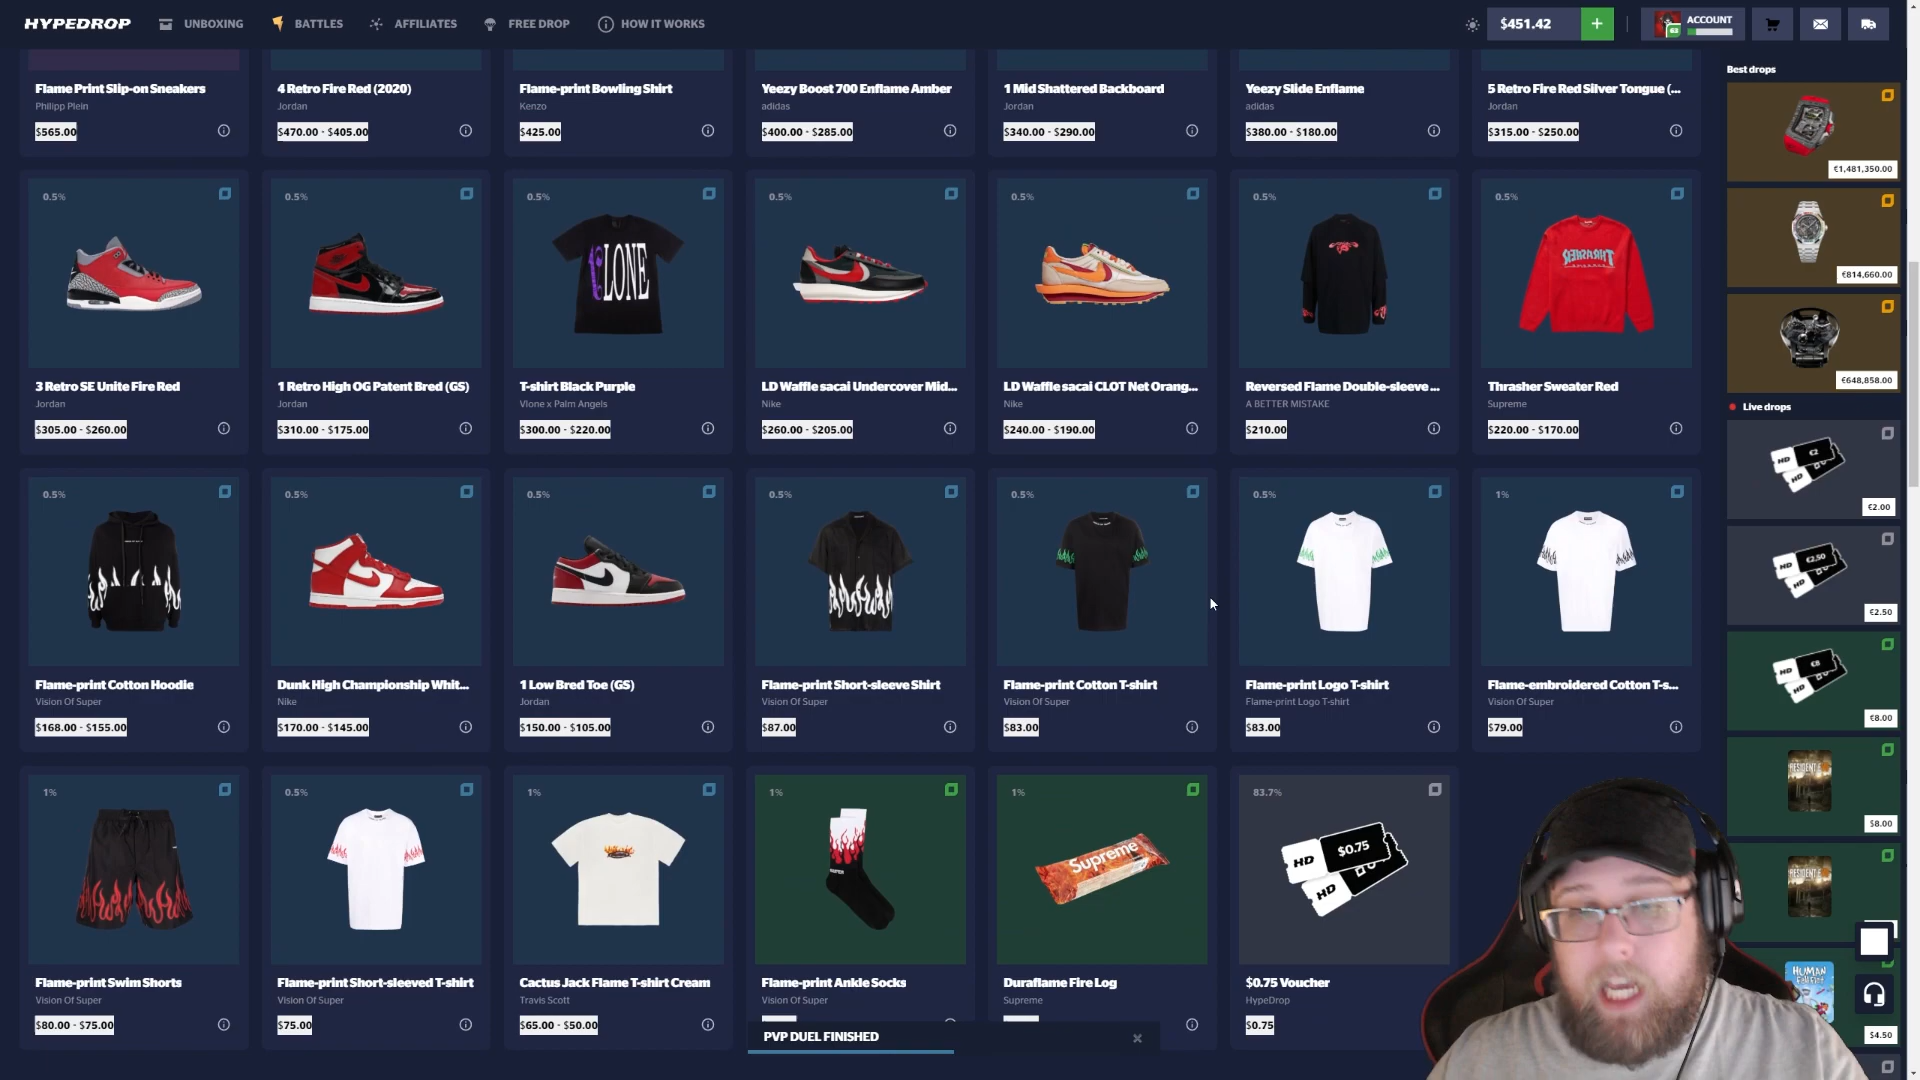 HYPEDROP
UNBOXING
BATTLES
AFFILIATES
FREE DROP
HOW IT WORKS
$451.42
+
63
ACCOUNT
Flame Print Slip-on Sneakers
Philipp Plein
$565.00
4 Retro Fire Red (2020)
Jordan
$470.00 - $405.00
Flame-print Bowling Shirt
Kenzo
$425.00
Yeezy Boost 700 Enflame Amber
adidas
$400.00 - $285.00
1 Mid Shattered Backboard
Jordan
$340.00 - $290.00
Yeezy Slide Enflame
adidas
$380.00 - $180.00
5 Retro Fire Red Silver Tongue (...
Jordan
$315.00 - $250.00
0.5%
3 Retro SE Unite Fire Red
Jordan
$305.00 - $260.00
0.5%
1 Retro High OG Patent Bred (GS)
Jordan
$310.00 - $175.00
0.5%
VLONE
T-shirt Black Purple
Vlone x Palm Angels
$300.00 - $220.00
0.5%
LD Waffle sacai Undercover Mid...
Nike
$260.00 - $205.00
0.5%
LD Waffle sacai CLOT Net Orang...
Nike
$240.00 - $190.00
0.5%
Reversed Flame Double-sleeve ...
A BETTER MISTAKE
$210.00
0.5%
Thrasher Sweater Red
Supreme
$220.00 - $170.00
0.5%
Flame-print Cotton Hoodie
Vision Of Super
$168.00 - $155.00
0.5%
Dunk High Championship Whit...
Nike
$170.00 - $145.00
0.5%
1 Low Bred Toe (GS)
Jordan
$150.00 - $105.00
0.5%
Flame-print Short-sleeve Shirt
Vision Of Super
$87.00
0.5%
Flame-print Cotton T-shirt
Vision Of Super
$83.00
0.5%
Flame-print Logo T-shirt
Flame-print Logo T-shirt
$83.00
1%
Flame-embroidered Cotton T-s...
Vision Of Super
$79.00
1%
Flame-print Swim Shorts
Vision Of Super
$80.00 - $75.00
0.5%
Flame-print Short-sleeved T-shirt
Vision Of Super
$75.00
1%
Cactus Jack Flame T-shirt Cream
Travis Scott
$65.00 - $50.00
1%
Flame-print Ankle Socks
Vision Of Super
1%
Supreme
Duraflame Fire Log
Supreme
83.7%
HD $0.75
HD
$0.75 Voucher
HypeDrop
$0.75
PVP DUEL FINISHED
Best drops
€1,481,350.00
€814,660.00
€648,858.00
Live drops
HD €2
HD
€2.00
HD €2.50
HD
€2.50
HD €8
HD
€8.00
RESIDENT
$8.00
RESIDENT
HUMAN
$4.50